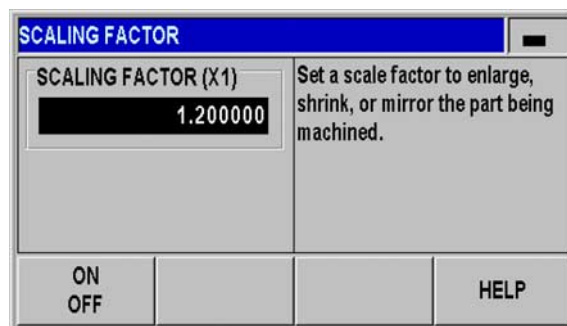 SCALING FACTOR
SCALING FACTOR (X1)
1.200000
Set a scale factor to enlarge,
shrink, or mirror the part being
machined.
ON
OFF
HELP